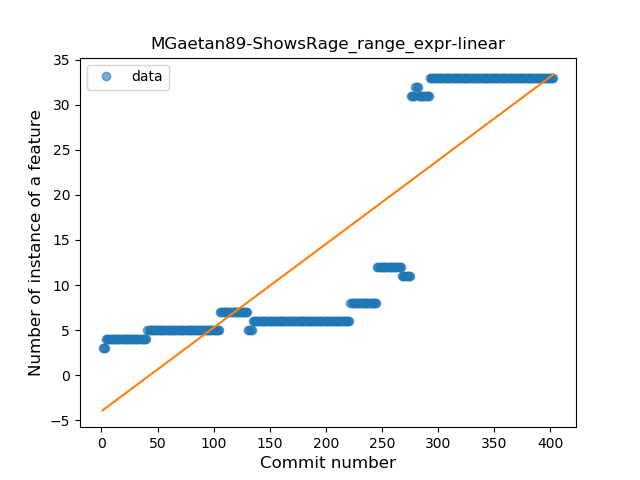 MGaetan89-ShowsRage_range_expr-linear
data
Number of instance of a feature
35
30
25
20
15
10
5
0
−5
0 50 100 150 200 250 300 350 400
Commit number